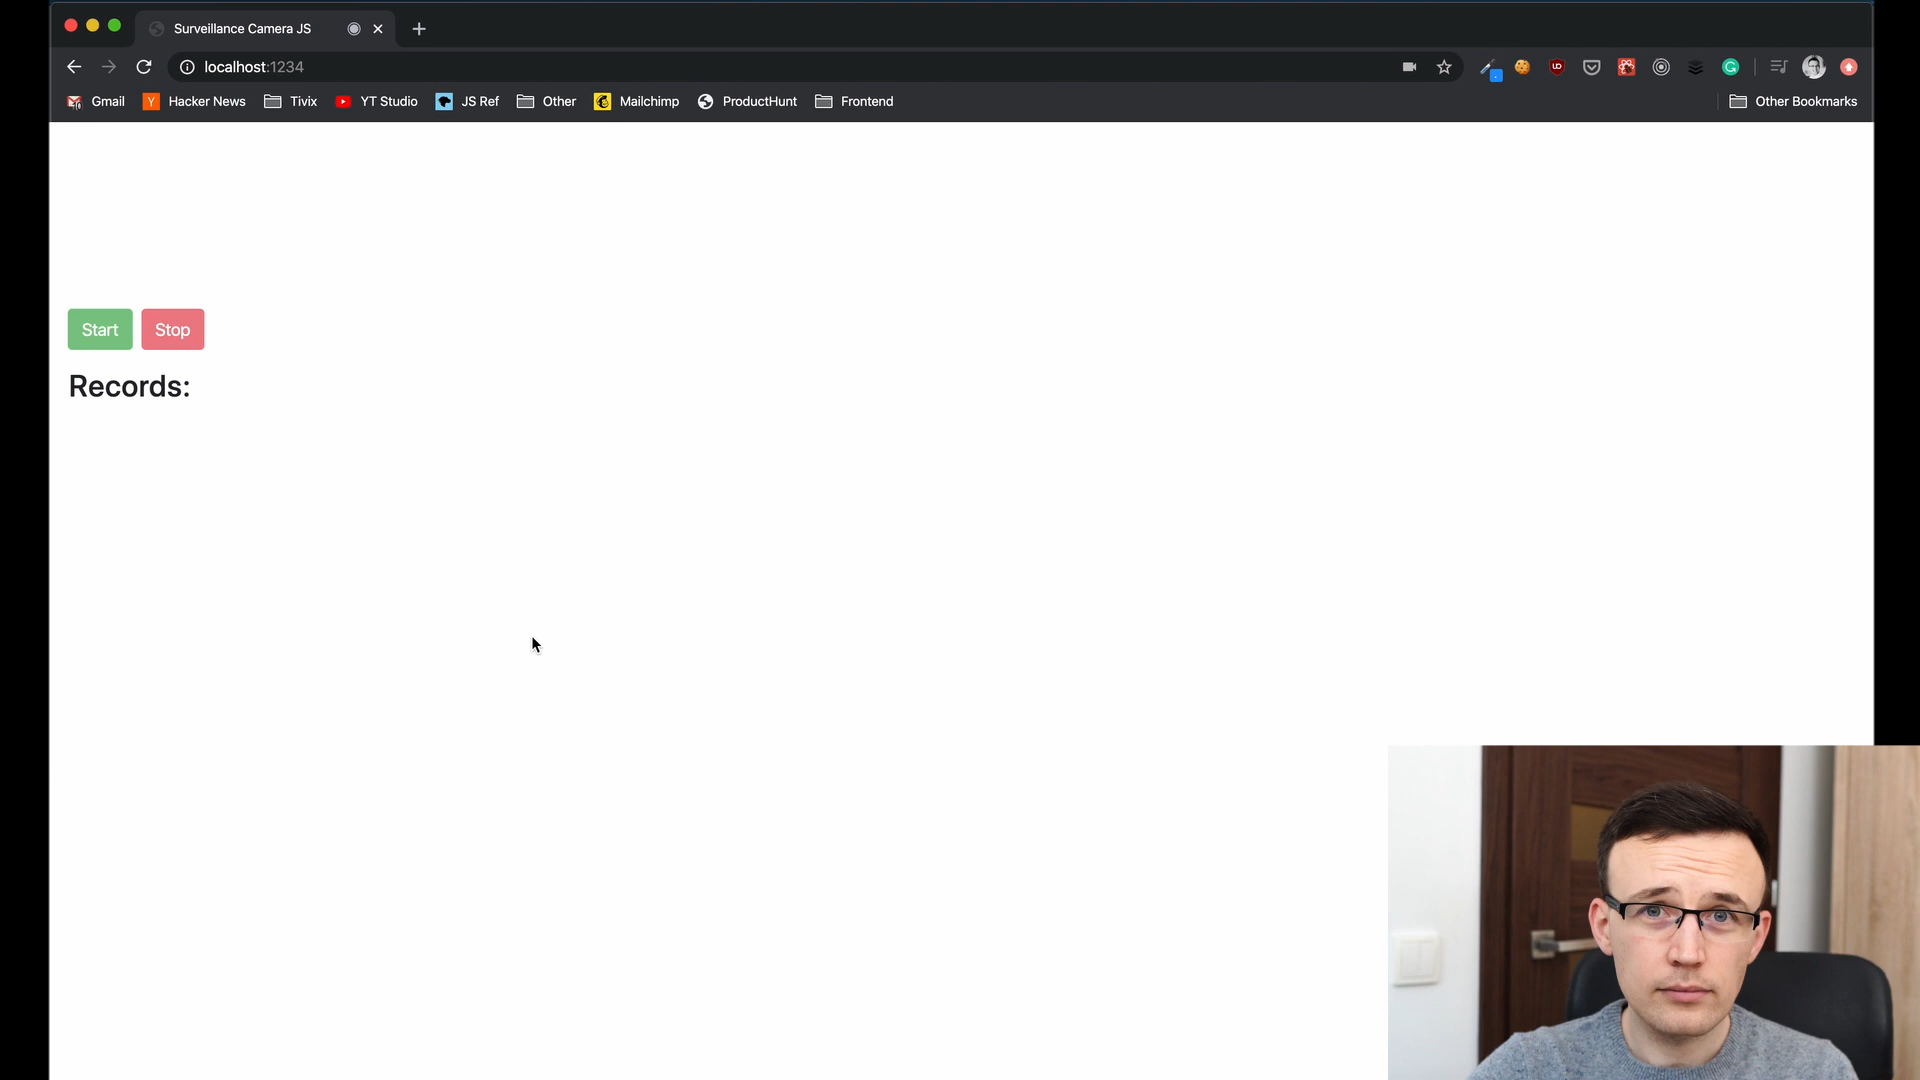 Surveillance Camera JS
localhost:1234
Gmail Hacker News Tivix YT Studio JS Ref Other Mailchimp ProductHunt Frontend Other Bookmarks
Start Stop
Records: